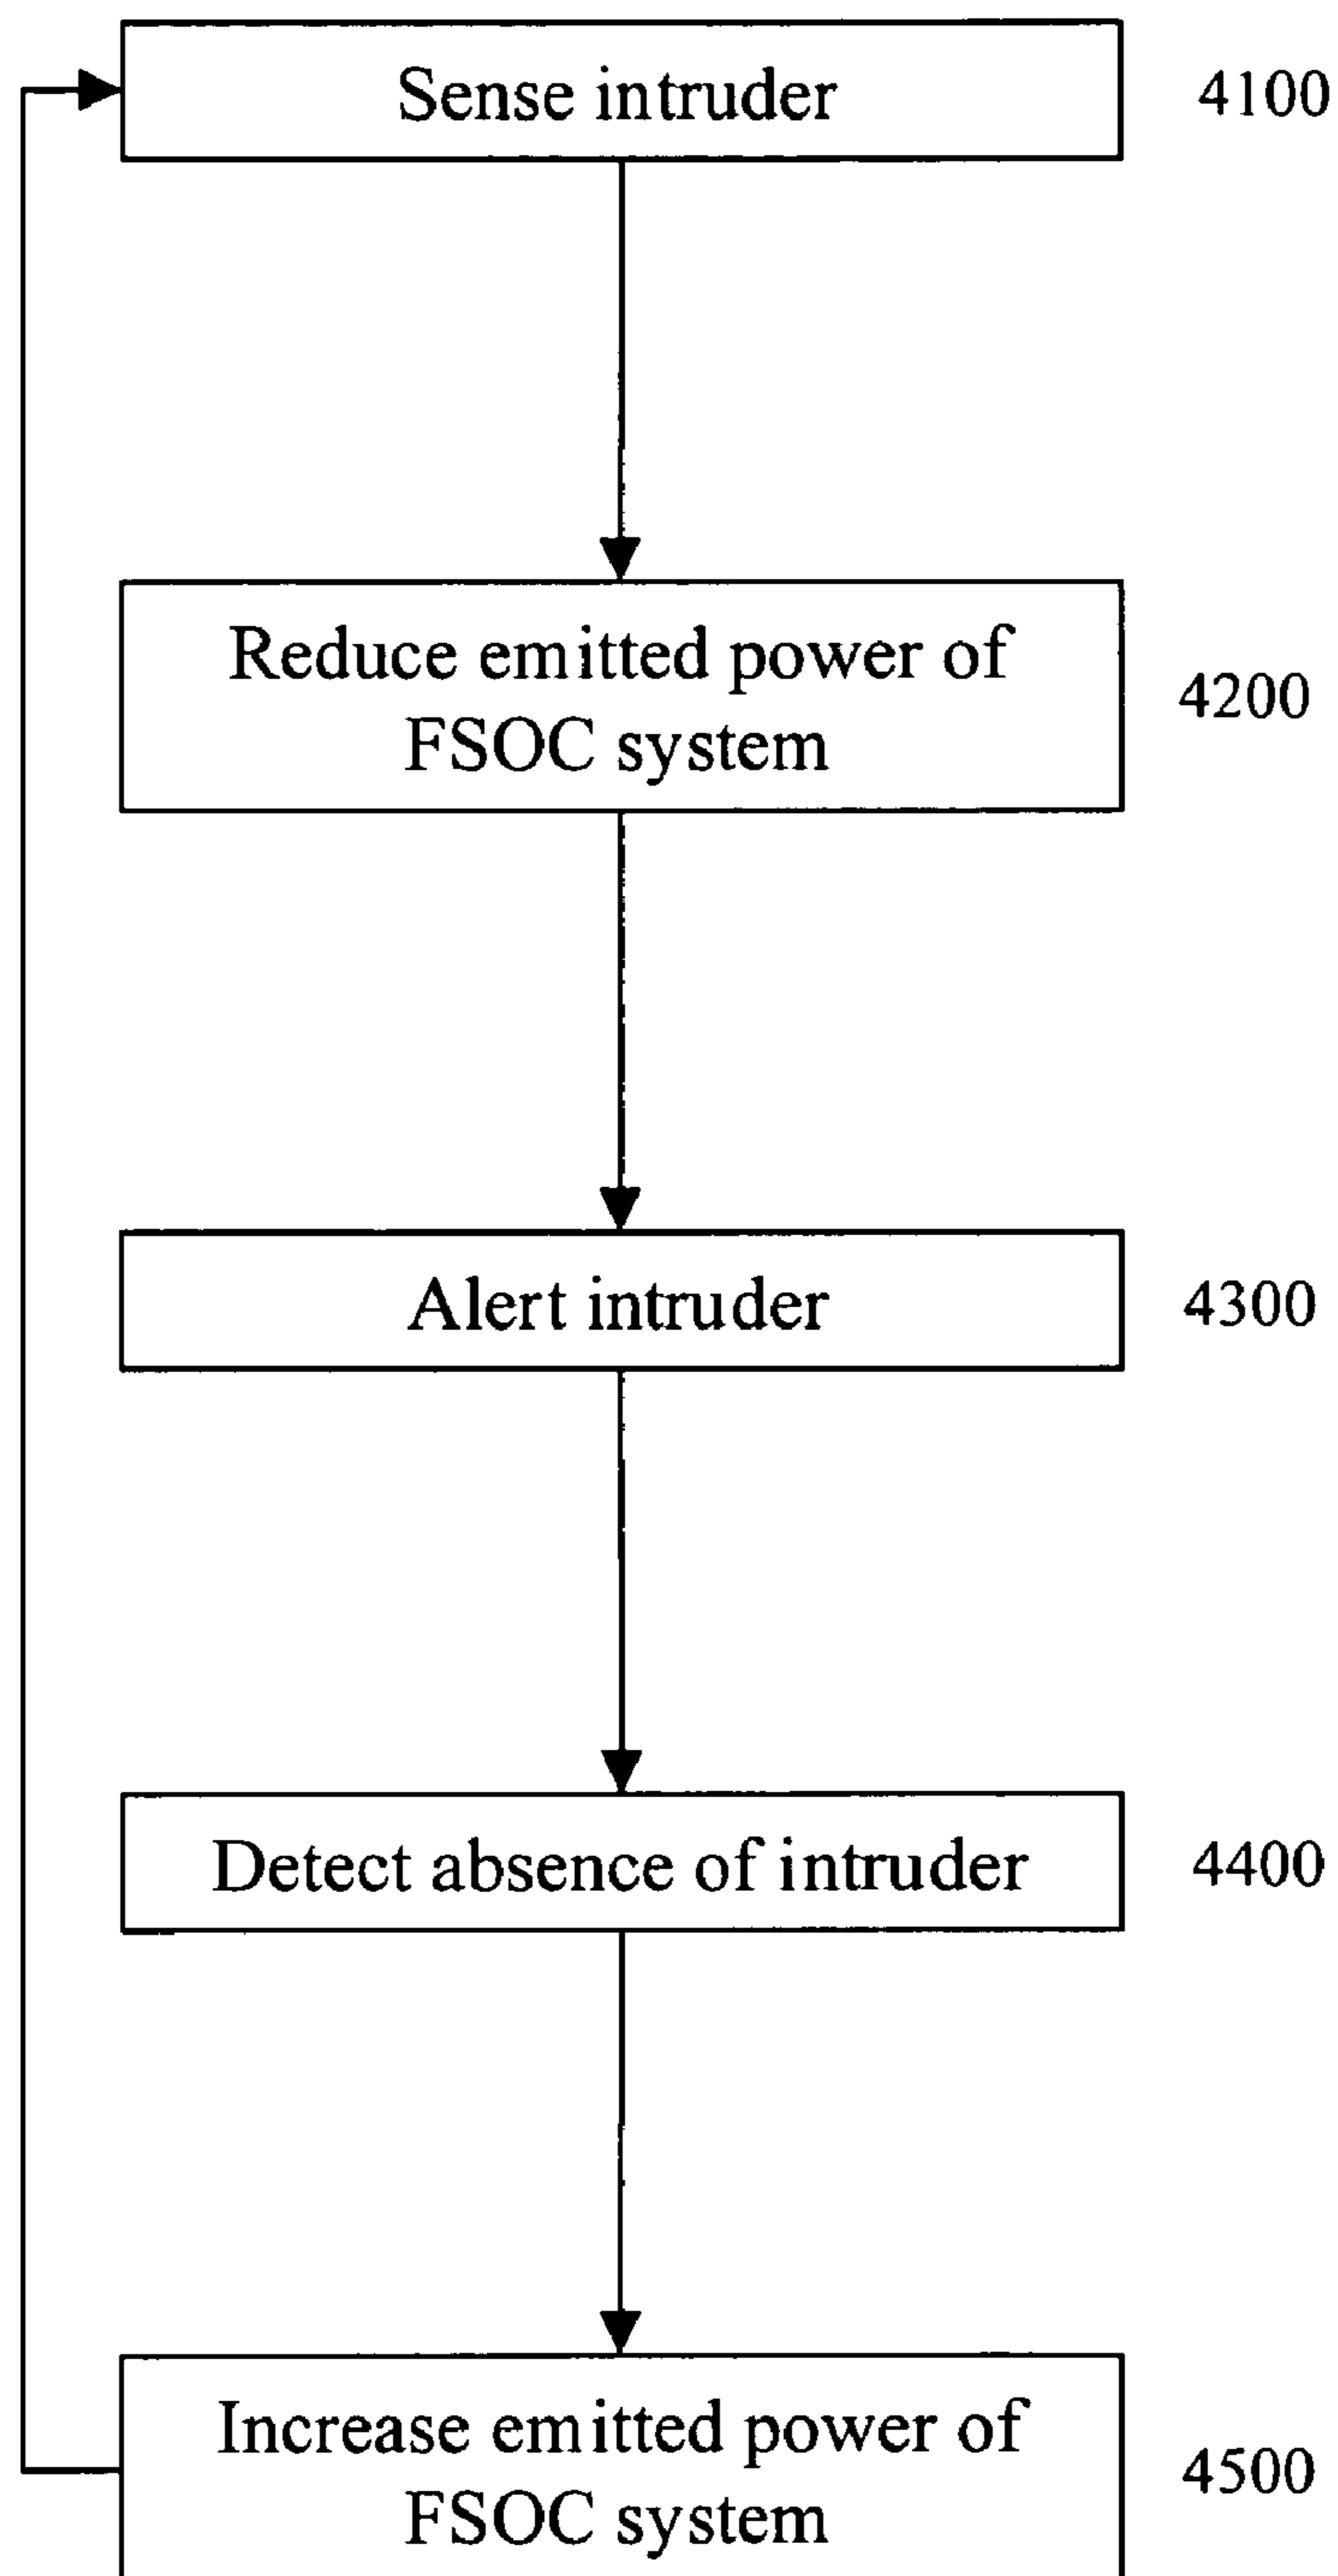 Sense intruder
4100
Reduce emitted power of
FSOC system
4200
Alert intruder
4300
Detect absence of intruder
4400
Increase emitted power of
FSOC system
4500